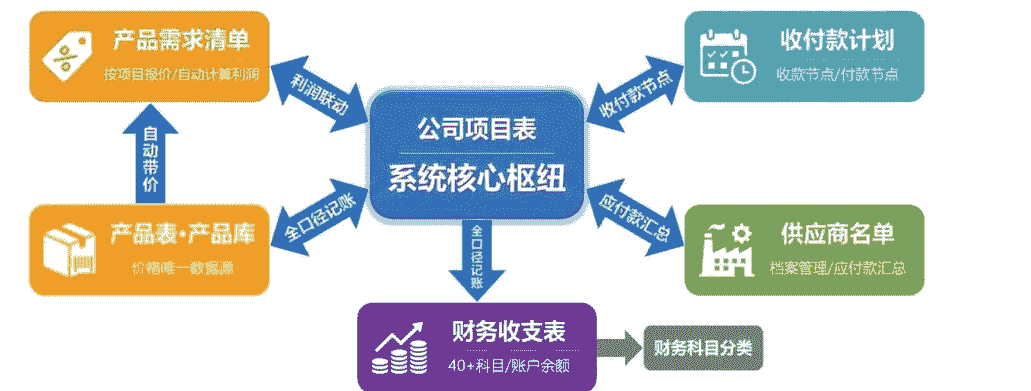 产品需求清单
按项目报价/自动计算利润
收付款计划
收款节点/付款节点
利润联动
收付款节点
公司项目表
系统核心枢纽
自动带价
产品表·产品库
价格唯一数据源
全口径记账
应付款汇总
供应商名单
档案管理/应付款汇总
全口径记账
财务收支表
40+科目/账户余额
财务科目分类